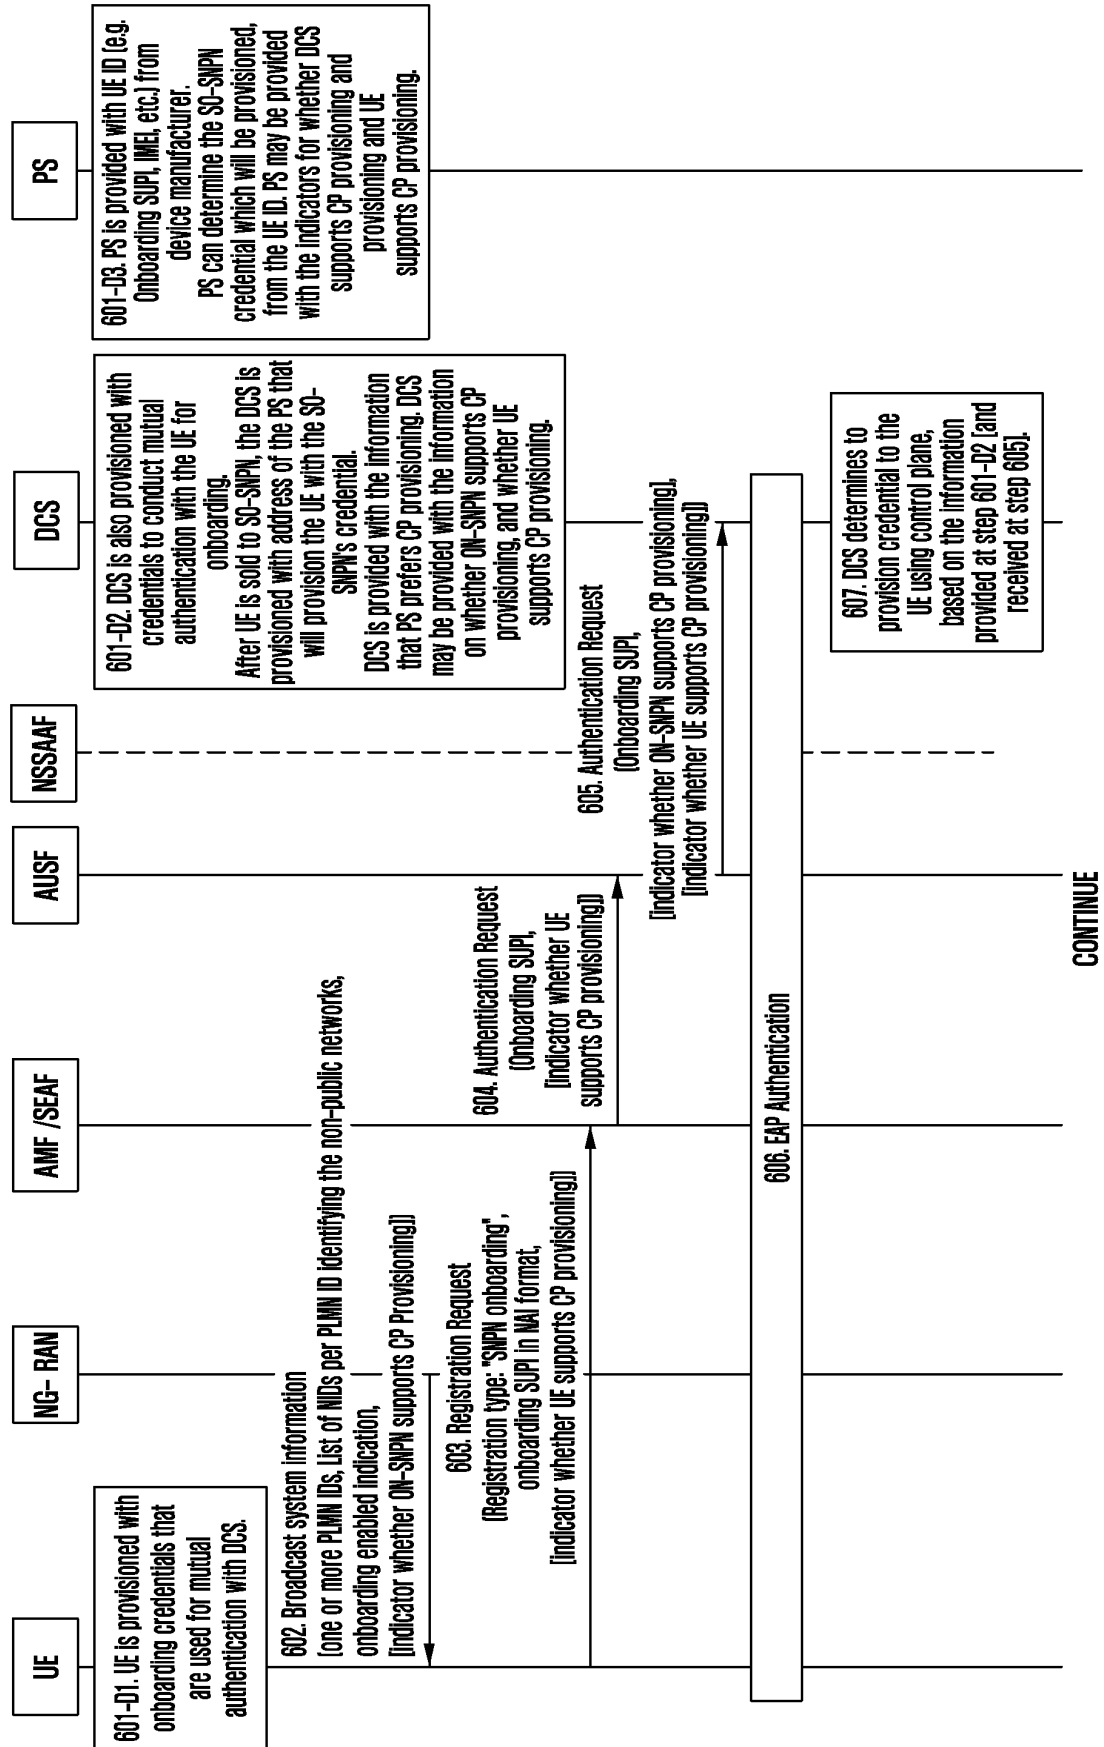 UE
NG- RAN
AMF /SEAF
AUSF
NSSAAF
DCS
PS
601-D1. UE is provisioned with
onboarding credentials that
are used for mutual
authentication with DCS.
601-D2. DCS is also provisioned with
credentials to conduct mutual
authentication with the UE for
onboarding.
After UE is sold to SO-SNPN, the DCS is
provisioned with address of the PS that
will provision the UE with the SO-
SNPN's credential.
DCS is provided with the information
that PS prefers CP provisioning. DCS
may be provided with the information
on whether ON-SNPN supports CP
provisioning, and whether UE
supports CP provisioning.
601-D3. PS is provided with UE ID (e.g.
Onboarding SUPI, IMEI, etc.) from
device manufacturer.
PS can determine the SO-SNPN
credential which will be provisioned,
from the UE ID. PS may be provided
with the indicators for whether DCS
supports CP provisioning and
provisioning and UE
supports CP provisioning.
602. Broadcast system information
(one or more PLMN IDs, List of NIDs per PLMN ID identifying the non-public networks,
onboarding enabled indication,
[indicator whether ON-SNPN supports CP Provisioning])
603. Registration Request
(Registration type: "SNPN onboarding",
onboarding SUPI in NAI format,
[indicator whether UE supports CP provisioning])
604. Authentication Request
(Onboarding SUPI,
[indicator whether UE
supports CP provisioning])
605. Authentication Request
(Onboarding SUPI,
[indicator whether ON-SNPN supports CP provisioning],
[indicator whether UE supports CP provisioning])
606. EAP Authentication
607. DCS determines to
provision credential to the
UE using control plane,
based on the information
provided at step 601-D2 [and
received at step 605].
CONTINUE